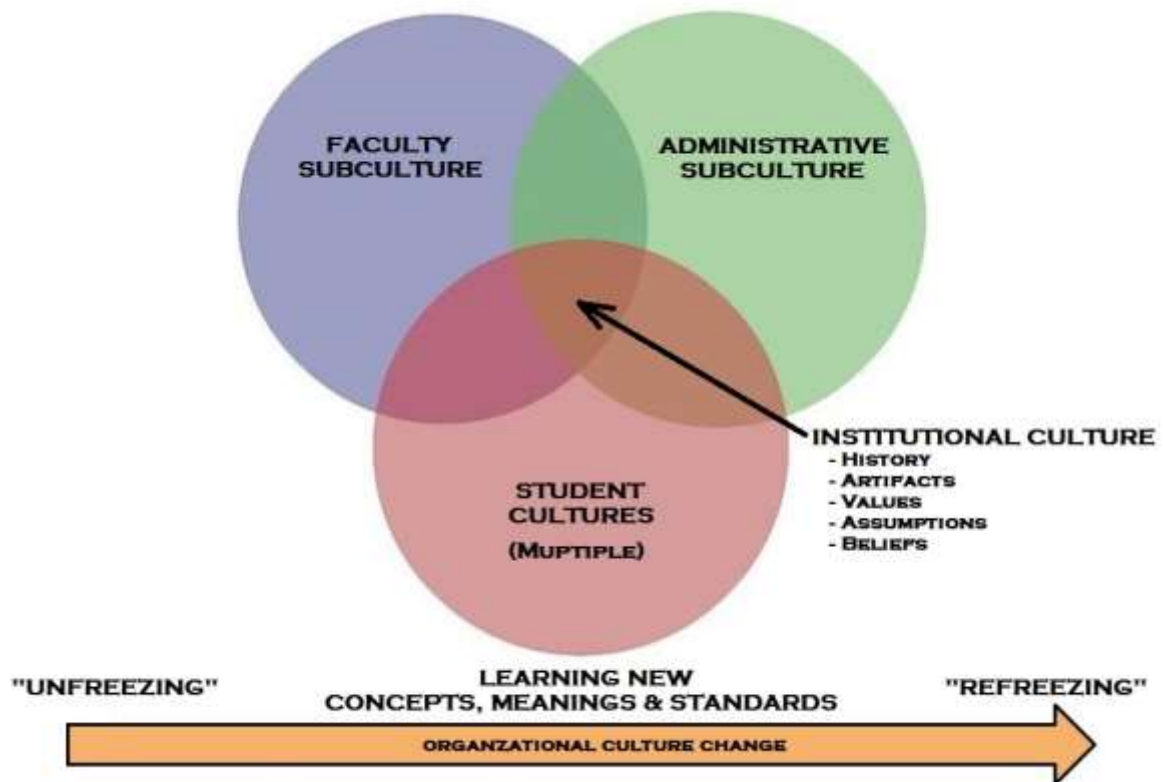 FACULTY
SUBCULTURE
ADMINISTRATIVE
SUBCULTURE
INSTITUTIONAL CULTURE
- HISTORY
- ARTIFACTS
- VALUES
- ASSUMPTIONS
- BELIEFS
STUDENT
CULTURES
(MUPTIPLE)
"UNFREEZING"
LEARNING NEW
CONCEPTS, MEANINGS & STANDARDS
"REFREEZING"
ORGANZATIONAL CULTURE CHANGE